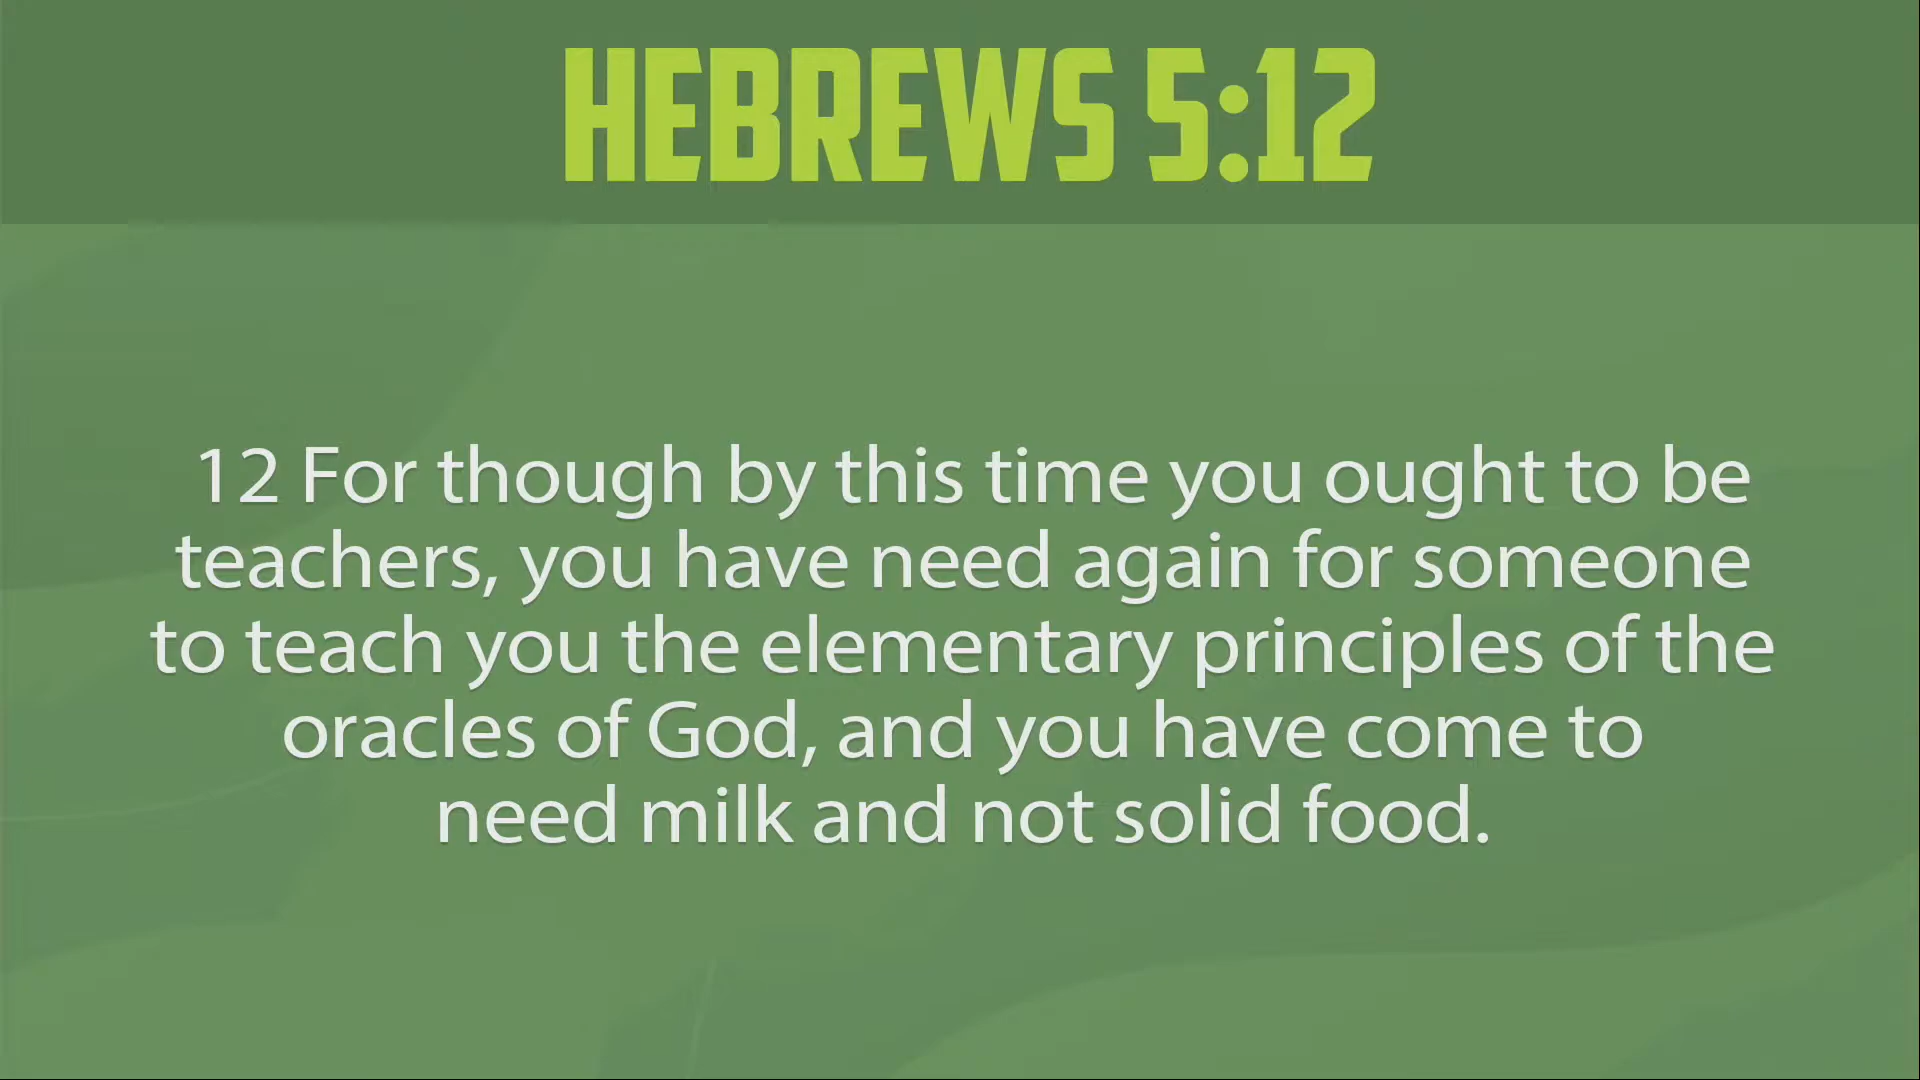 HEBREWS 5:12
12 For though by this time you ought to be
teachers, you have need again for someone
to teach you the elementary principles of the
oracles of God, and you have come to
need milk and not solid food.